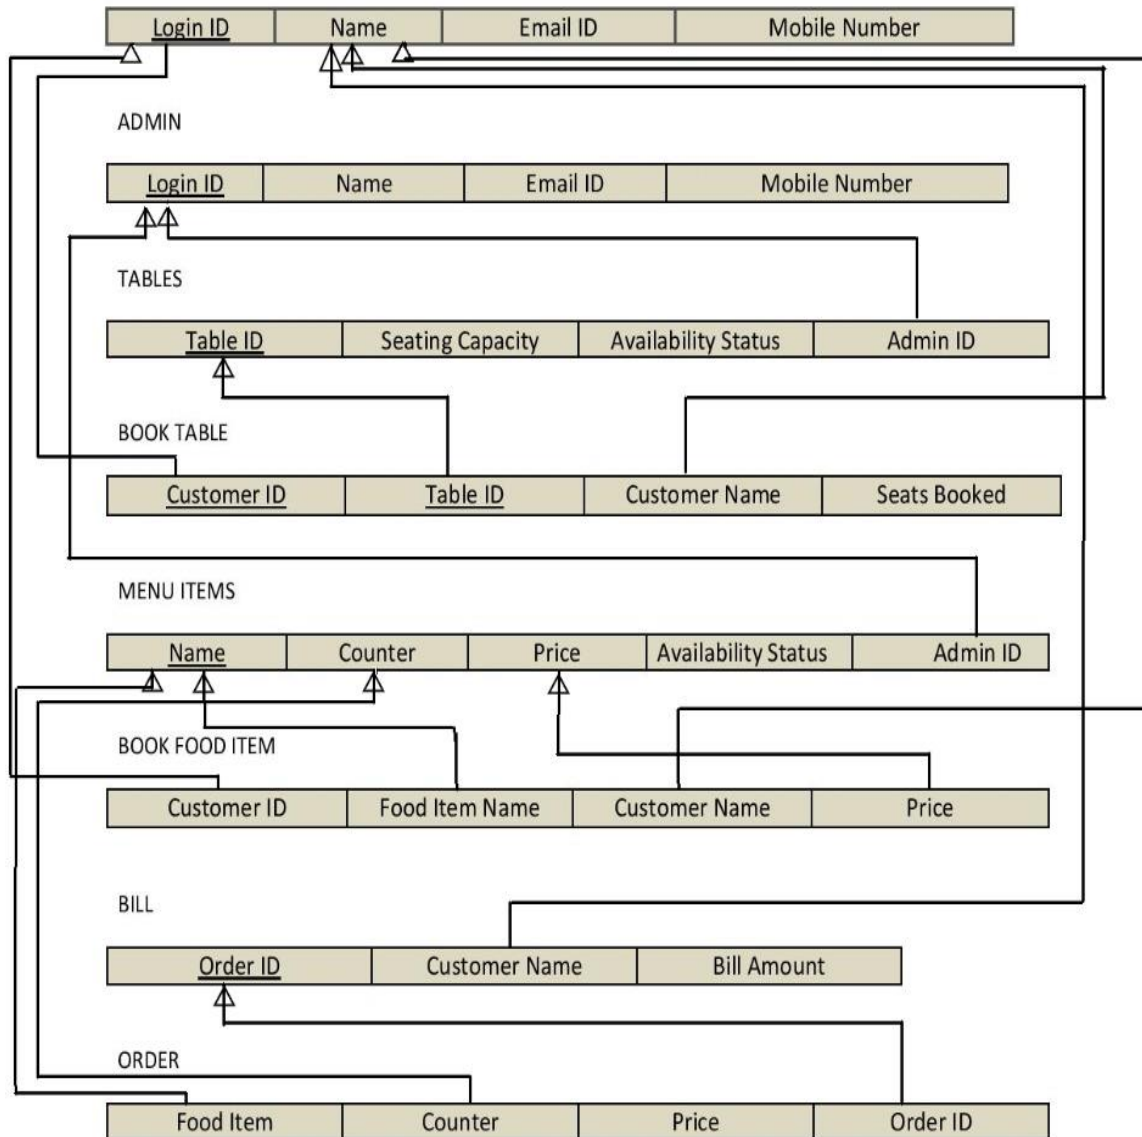 Login ID Name Email ID Mobile Number
ADMIN
Login ID Name Email ID Mobile Number
TABLES
Table ID Seating Capacity Availability Status Admin ID
BOOK TABLE
Customer ID Table ID Customer Name Seats Booked
MENU ITEMS
Name Counter Price Availability Status Admin ID
BOOK FOOD ITEM
Customer ID Food Item Name Customer Name Price
BILL
Order ID Customer Name Bill Amount
ORDER
Food Item Counter Price Order ID